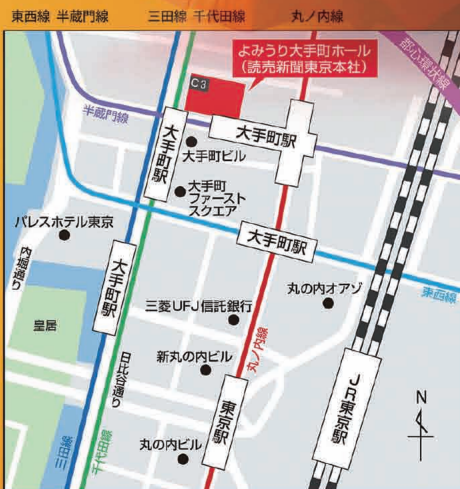 東西線 半蔵門線 三田線 千代田線 丸ノ内線
よみうり大手町ホール
（読売新聞東京本社）
都心環状線
C3
半蔵門線
大手町駅
大手町駅
大手町ビル
大手町
ファースト
スクエア
パレスホテル東京
大手町駅
内堀通り
大手町駅
丸の内オアゾ
東西線
三菱UFJ信託銀行
皇居
丸ノ内線
新丸の内ビル
日比谷通り
JR東京駅
東京駅
N
丸の内ビル
三田線
千代田線